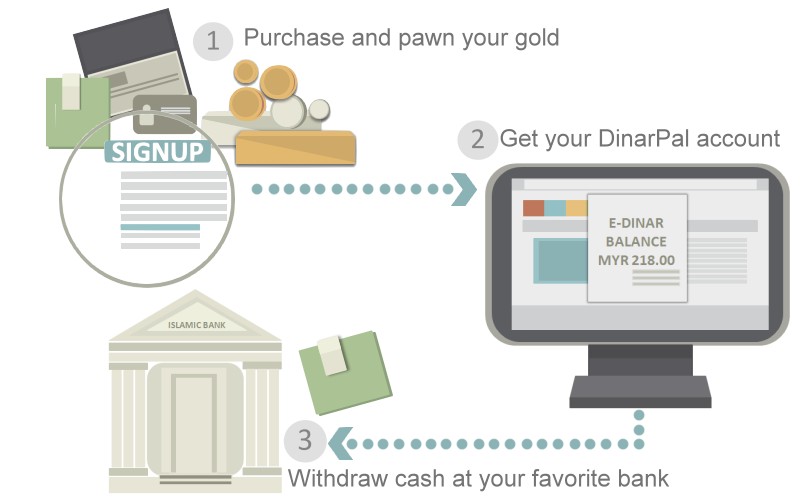 1 Purchase and pawn your gold
SIGNUP
2 Get your DinarPal account
E-DINAR
BALANCE
MYR 218.00
ISLAMIC BANK
3
Withdraw cash at your favorite bank